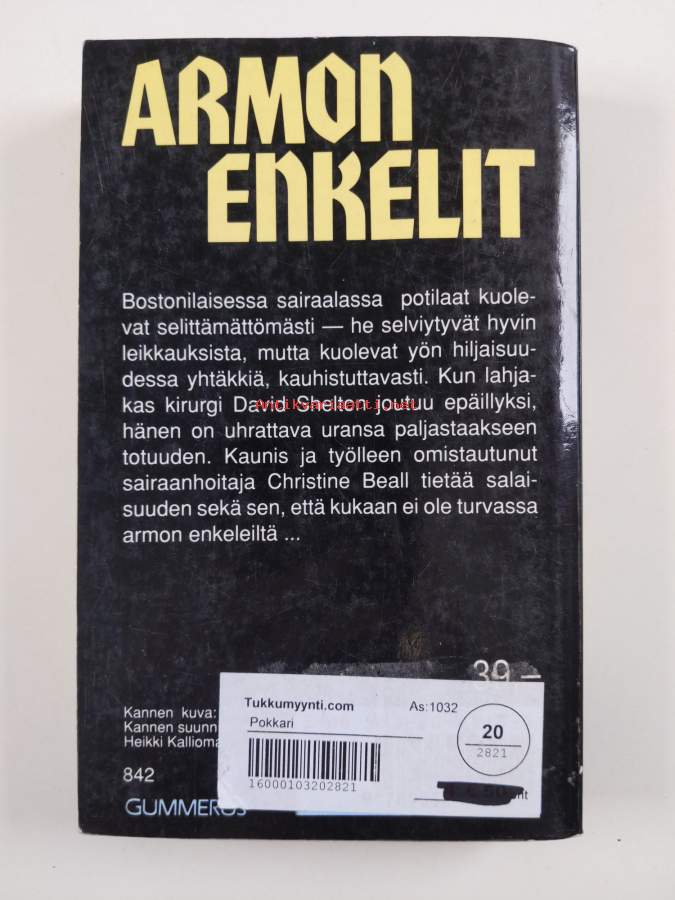 ARMON
ENKELIT
Bostonilaisessa sairaalassa potilaat kuole-
vat selittämättömästi — he selviytyvät hyvin
leikkauksista, mutta kuolevat yön hiljaisuu-
dessa yhtäkkiä, kauhistuttavasti. Kun lahja-
kas kirurgi David Shelton joutuu epäillyksi,
Antikvariaatti.net
hänen on uhrattava uransa paljastaakseen
totuuden. Kaunis ja työlleen omistautunut
sairaanhoitaja Christine Beall tietää salai-
suuden sekä sen, että kukaan ei ole turvassa
armon enkeleiltä ...
39,–
Kannen kuva:
Kannen suunn
Heikki Kallioma
842
GUMMERUS
Tukkumyynti.com
As:1032
Pokkari
20
2821
16000103202821